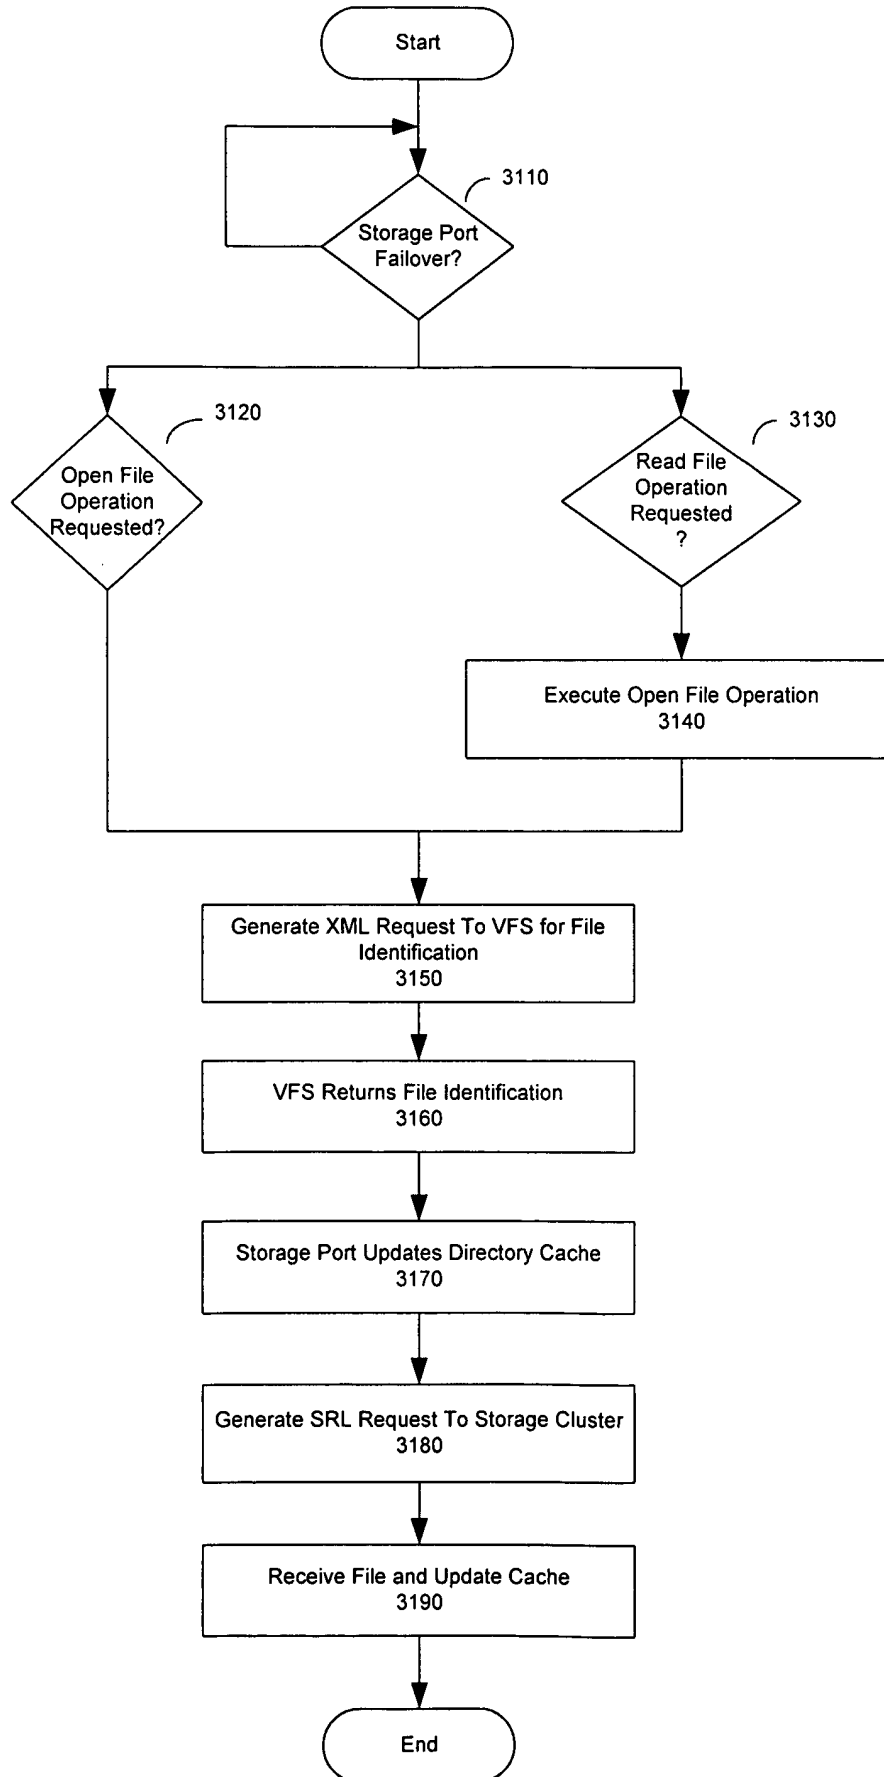 Start
3110
Storage Port
Failover?
3120
Open File
Operation
Requested?
3130
Read File
Operation
Requested
?
Execute Open File Operation
3140
Generate XML Request To VFS for File
Identification
3150
VFS Returns File Identification
3160
Storage Port Updates Directory Cache
3170
Generate SRL Request To Storage Cluster
3180
Receive File and Update Cache
3190
End